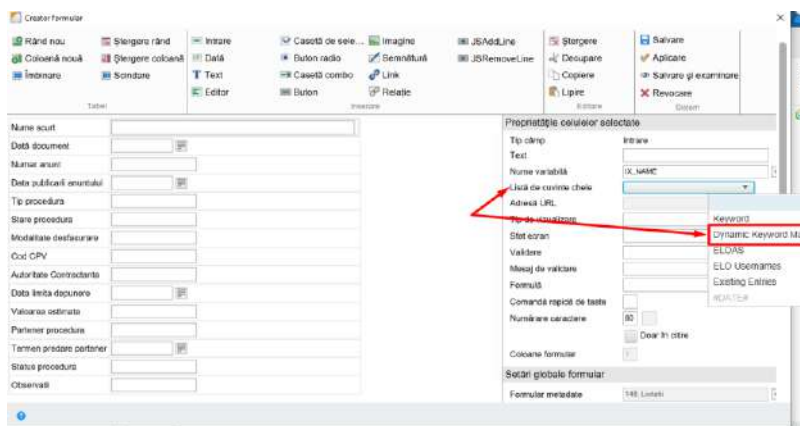 Creator formular
Rând nou Ștergere rând Intrare Casetă de sele... Imagine JSAddLine Ștergere Salvare
Coloană nouă Ștergere coloană Dată Buton radio Semnătură JSRemoveLine Decupare Aplicare
Îmbinare Scindare Text Casetă combo Link Copiere Salvare și examinare
Editor Buton Relație Lipire Revocare
Tabel Inserare Editare Sistem
Nume scurt
Dată document
Numar anunt
Data publicarii anuntului
Tip procedura
Stare procedura
Modalitate desfasurare
Cod CPV
Autoritate Contractanta
Data limita depunere
Valoarea estimata
Partener procedura
Termen predare partener
Status procedura
Observatii
Proprietățile celulelor selectate
Tip câmp Intrare
Text
Nume variabilă IX_NAME
Listă de cuvinte cheie
Adresă URL
Tip de vizualizare
Sfat ecran
Validare
Mesaj de validare
Formulă
Comandă rapidă de taste
Numărare caractere 80
Doar în citire
Coloane formular 1
Setări globale formular
Formular metadate
Keyword
Dynamic Keyword Ma
ELOAS
ELO Usernames
Existing Entries
#DATE#